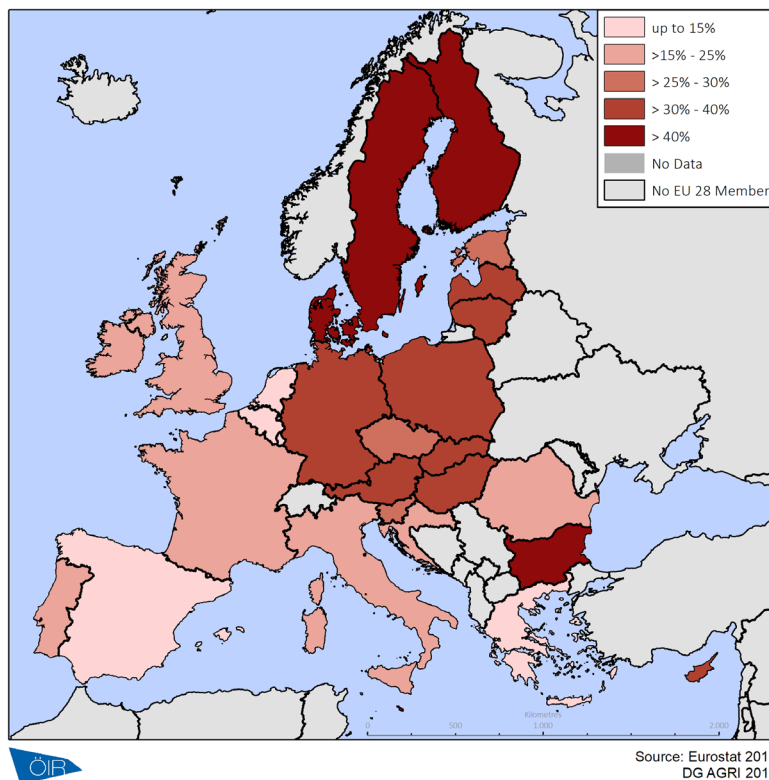 up to 15%
>15% - 25%
> 25% - 30%
> 30% - 40%
> 40%
No Data
No EU 28 Member
Kilometres
0 500 1.000 2.000
ÖIR
Source: Eurostat 201
DG AGRI 201